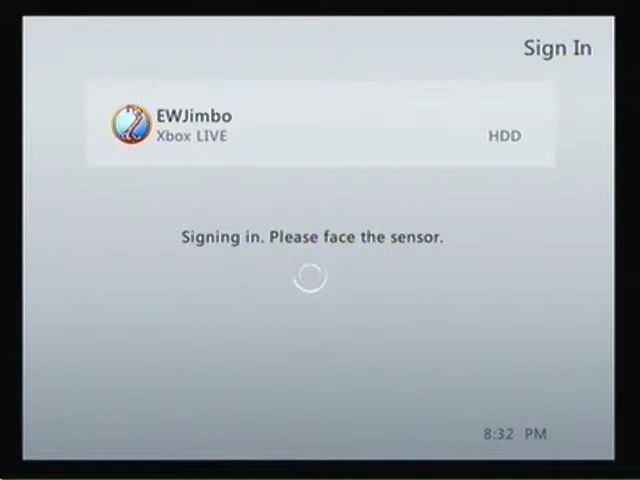 Sign In
EWJimbo
Xbox LIVE
HDD
Signing in. Please face the sensor.
8:32 PM